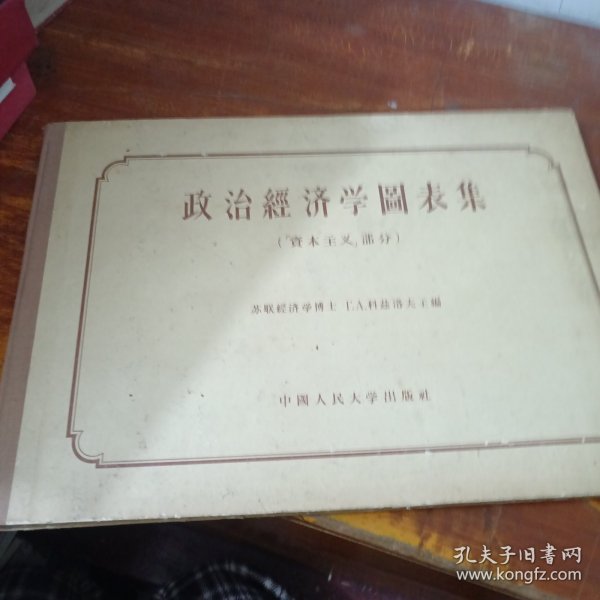 政治經济学圖表集
(「資本主义」部分)
苏联經济学博士 Г.А.科兹洛夫主編
中國人民大学出版社
孔夫子旧書网
www.kongfz.com